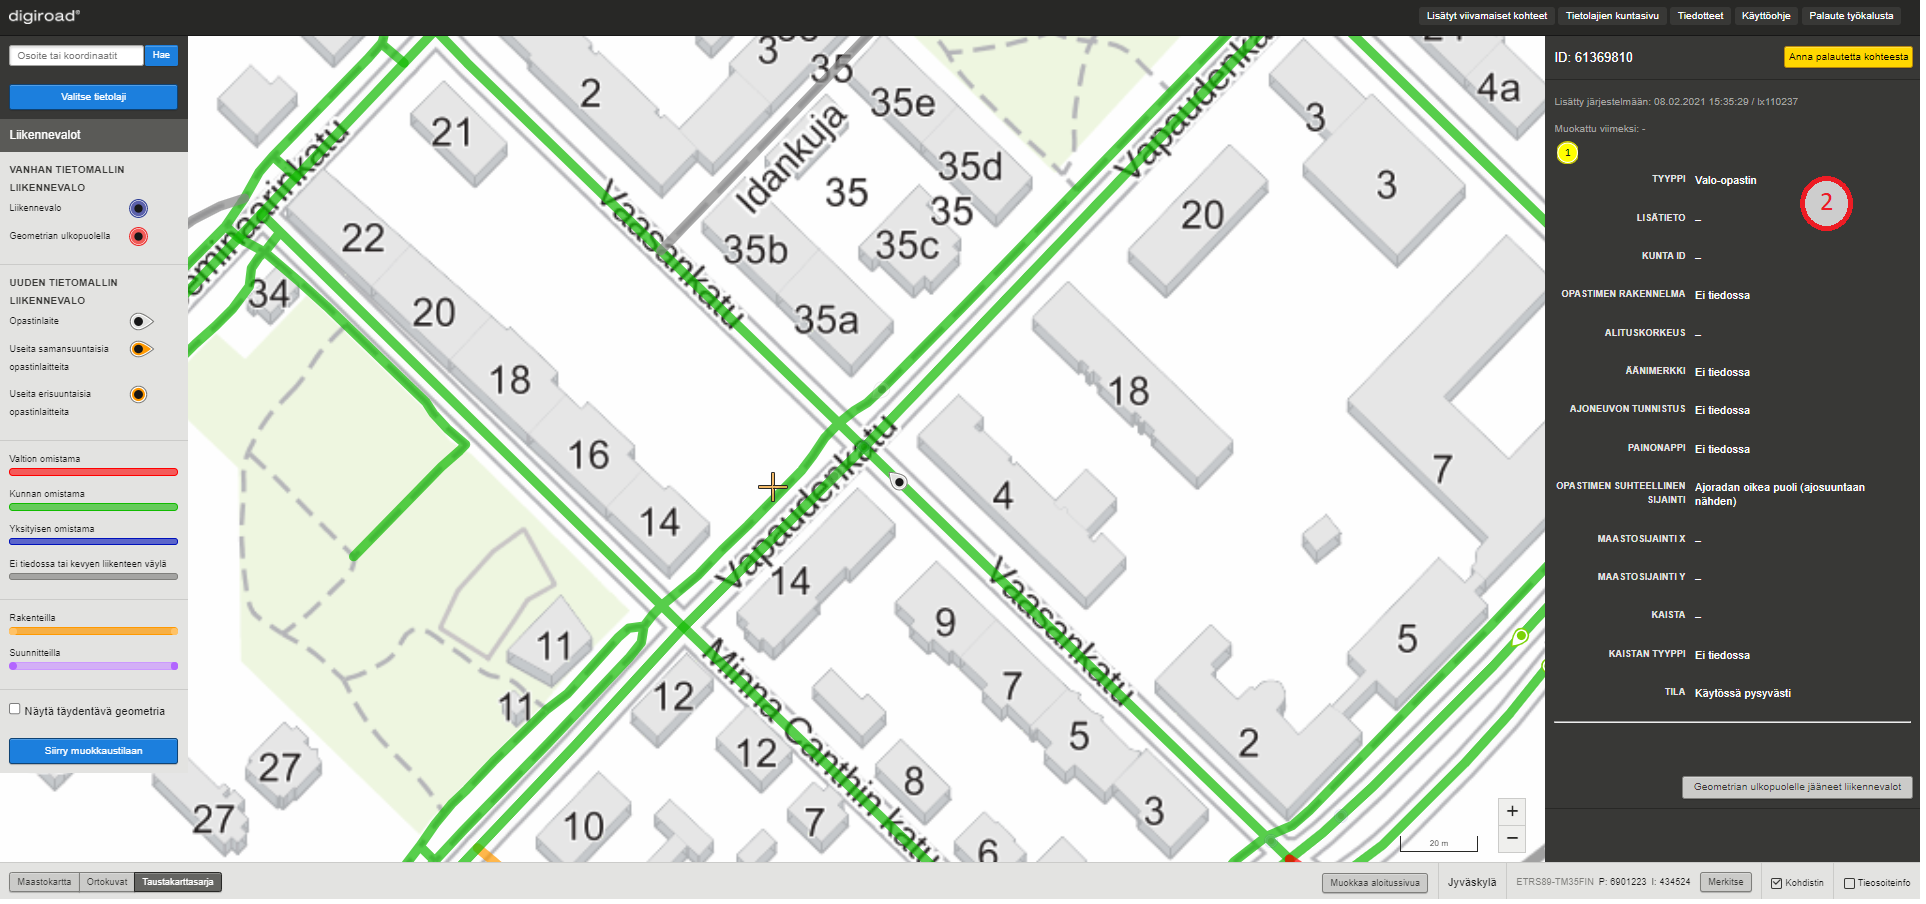 digiroad®
Lisätyt viivamaiset kohteet
Tietolajien kuntasivu
Tiedotteet
Käyttöohje
Palaute työkalusta
Osoite tai koordinaatit
Hae
Valitse tietolaji
Liikennevalot
VANHAN TIETOMALLIN
LIIKENNEVALO
Liikennevalo
Geometrian ulkopuolella
UUDEN TIETOMALLIN
LIIKENNEVALO
Opastinlaite
Useita samansuuntaisia
opastinlaitteita
Useita erisuuntaisia
opastinlaitteita
Valtion omistama
Kunnan omistama
Yksityisen omistama
Ei tiedossa tai kevyen liikenteen väylä
Rakenteilla
Suunnitteilla
Näytä täydentävä geometria
Siirry muokkaustilaan
2
3
35
35e
4a
21
Idankuja
35d
Vapaudenkatu
3
3
35
35
20
22
35b
35c
Vaasankatu
34
20
35a
18
18
16
Vapaudenkatu
4
7
14
14
Vaasankatu
9
11
5
12
7
11
Minna Canthin katu
12
5
2
27
8
27
10
7
3
6
+
−
20 m
ID: 61369810
Anna palautetta kohteesta
Lisätty järjestelmään: 08.02.2021 15:35:29 / lx110237
Muokattu viimeksi: -
1
TYYPPI Valo-opastin
2
LISÄTIETO –
KUNTA ID –
OPASTIMEN RAKENNELMA Ei tiedossa
ALITUSKORKEUS –
ÄÄNIMERKKI Ei tiedossa
AJONEUVON TUNNISTUS Ei tiedossa
PAINONAPPI Ei tiedossa
OPASTIMEN SUHTEELLINEN Ajoradan oikea puoli (ajosuuntaan
SIJAINTI nähden)
MAASTOSIJAINTI X –
MAASTOSIJAINTI Y –
KAISTA –
KAISTAN TYYPPI Ei tiedossa
TILA Käytössä pysyvästi
Geometrian ulkopuolelle jääneet liikennevalot
Maastokartta
Ortokuvat
Taustakarttasarja
Muokkaa aloitussivua
Jyväskylä
ETRS89-TM35FIN P: 6901223 I: 434524
Merkitse
Kohdistin
Tieosoiteinfo